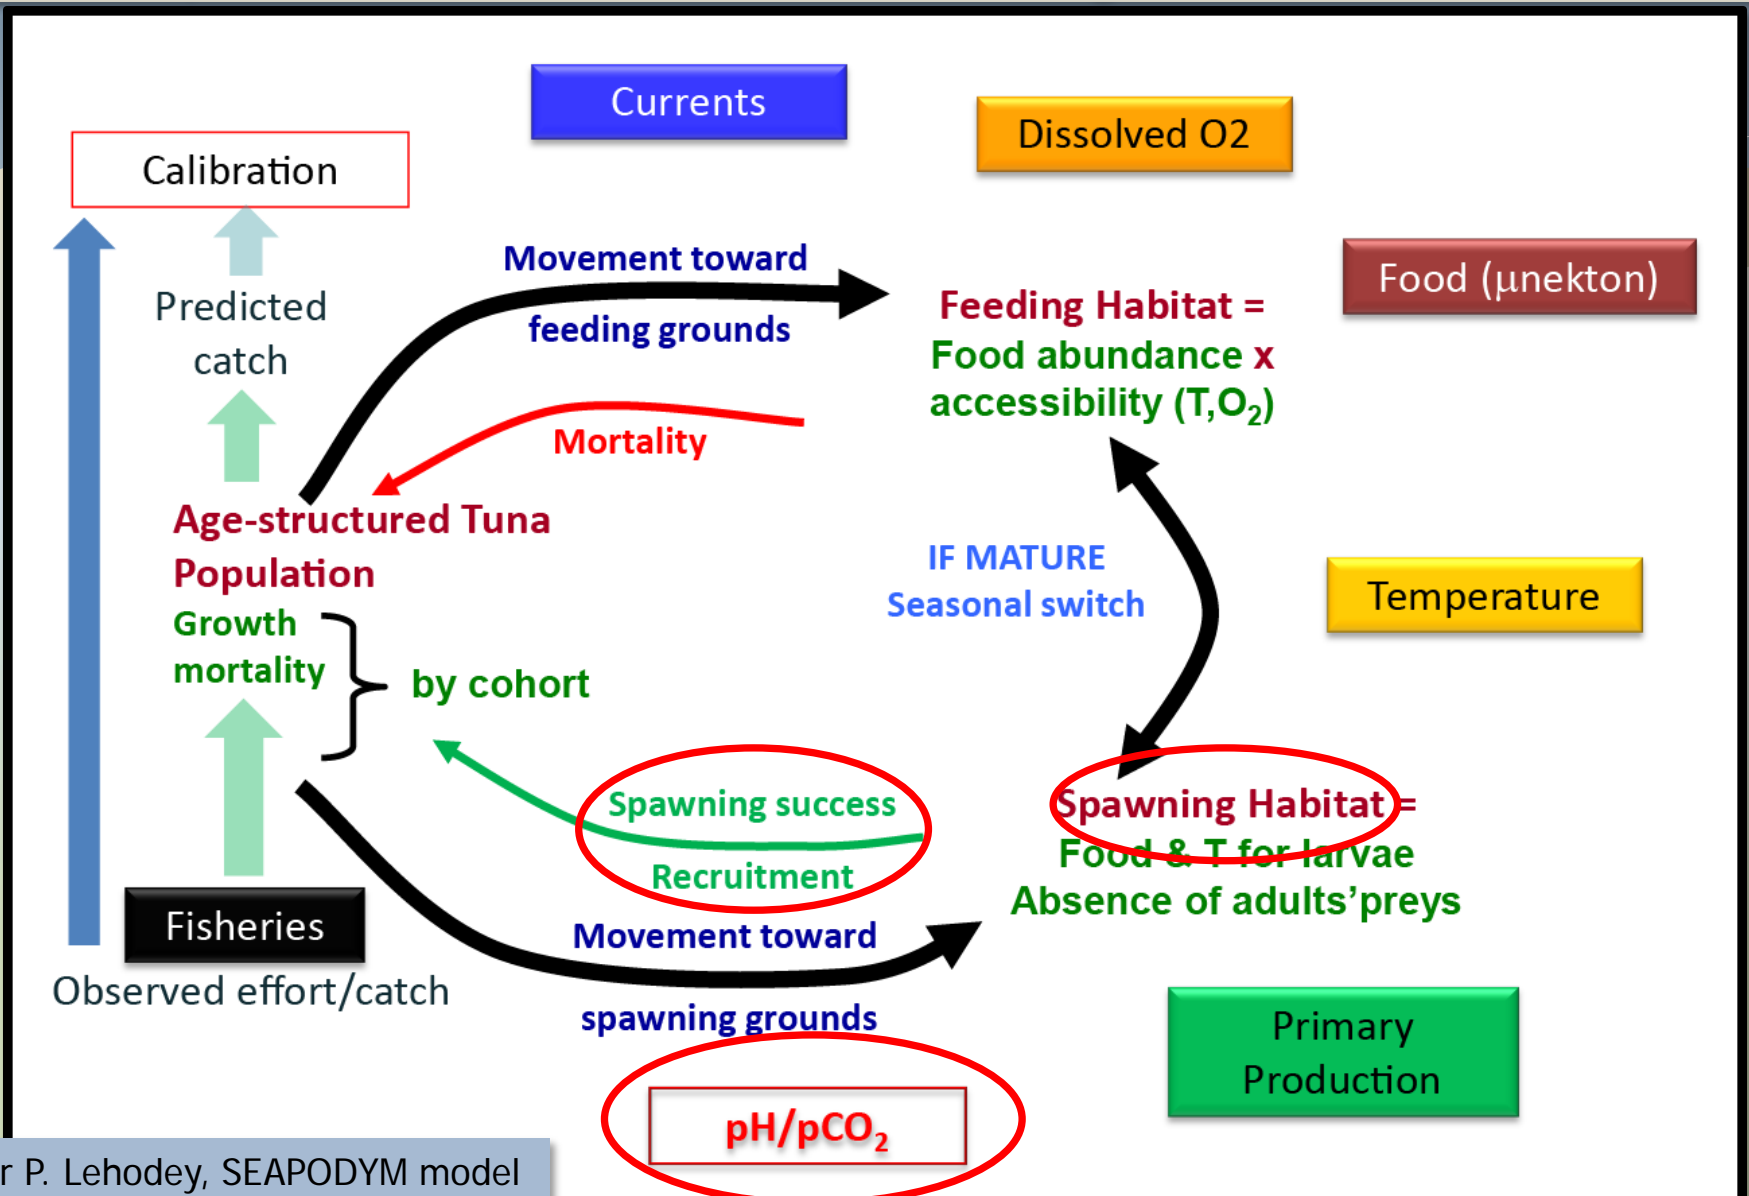 Currents
Dissolved O2
Calibration
Food (µnekton)
Movement toward
feeding grounds
Predicted
catch
Feeding Habitat =
Food abundance x
accessibility (T,O₂)
Mortality
Age-structured Tuna
Population
Growth
mortality
by cohort
IF MATURE
Seasonal switch
Temperature
Spawning success
Recruitment
Spawning Habitat =
Food & T for larvae
Absence of adults'preys
Fisheries
Observed effort/catch
Movement toward
spawning grounds
Primary
Production
pH/pCO₂
P. Lehodey, SEAPODYM model